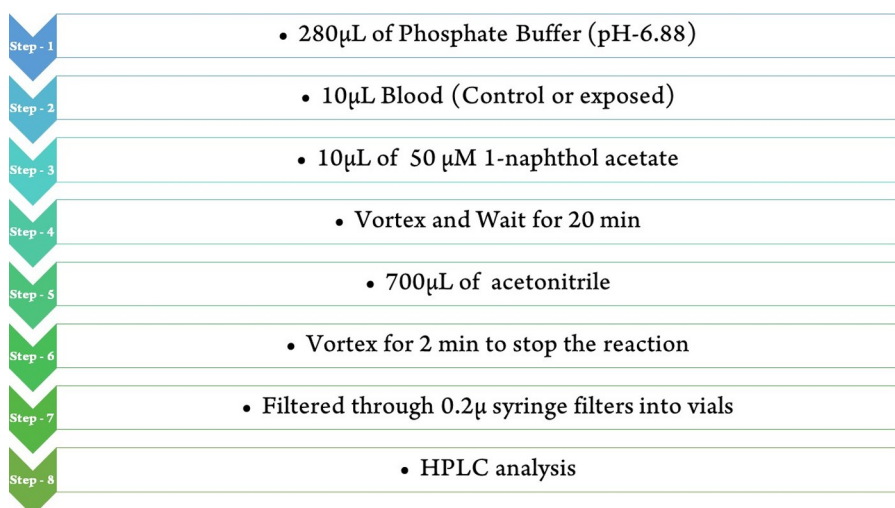 Step - 1
• 280µL of Phosphate Buffer (pH-6.88)
Step - 2
• 10µL Blood (Control or exposed)
Step - 3
• 10µL of 50 µM 1-naphthol acetate
Step - 4
• Vortex and Wait for 20 min
Step - 5
• 700µL of acetonitrile
Step - 6
• Vortex for 2 min to stop the reaction
Step - 7
• Filtered through 0.2µ syringe filters into vials
Step - 8
• HPLC analysis